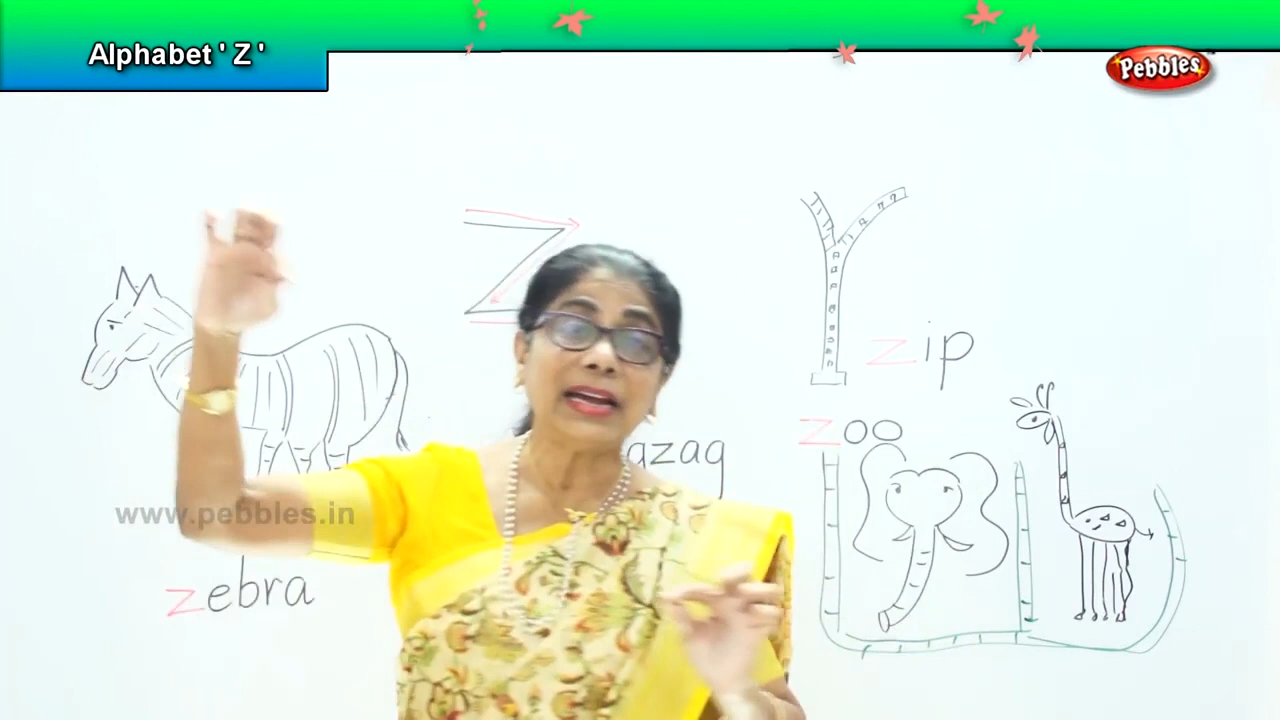 Alphabet ' Z '
Pebbles
Z
zip
zoo
azag
www.pebbles.in
zebra